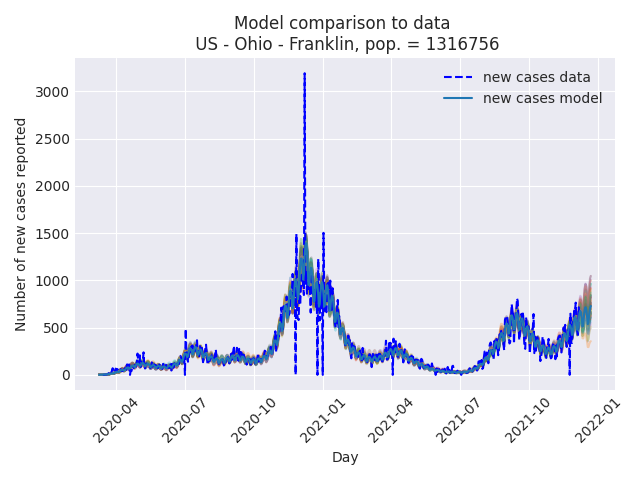 Model comparison to data
US - Ohio - Franklin, pop. = 1316756
new cases data
new cases model
Number of new cases reported
3000
2500
2000
1500
1000
500
0
2020-04
2020-07
2020-10
2021-01
2021-04
2021-07
2021-10
2022-01
Day